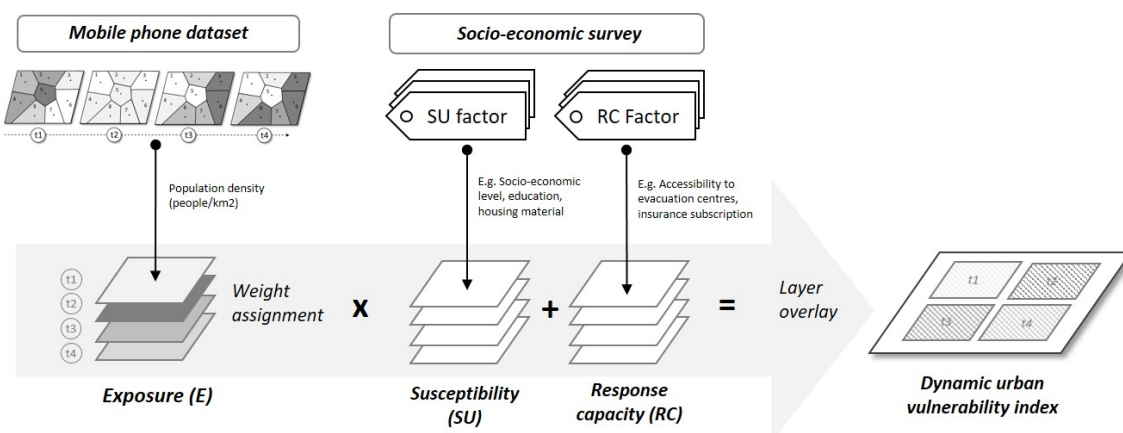 Mobile phone dataset
Socio-economic survey
t1
t2
t3
t4
SU factor
RC Factor
Population density
(people/km2)
E.g. Socio-economic
level, education,
housing material
E.g. Accessibility to
evacuation centres,
insurance subscription
t1
t2
t3
t4
Weight
assignment
x
+
=
Layer
overlay
t1
t2
t3
t4
Exposure (E)
Susceptibility
(SU)
Response
capacity (RC)
Dynamic urban
vulnerability index